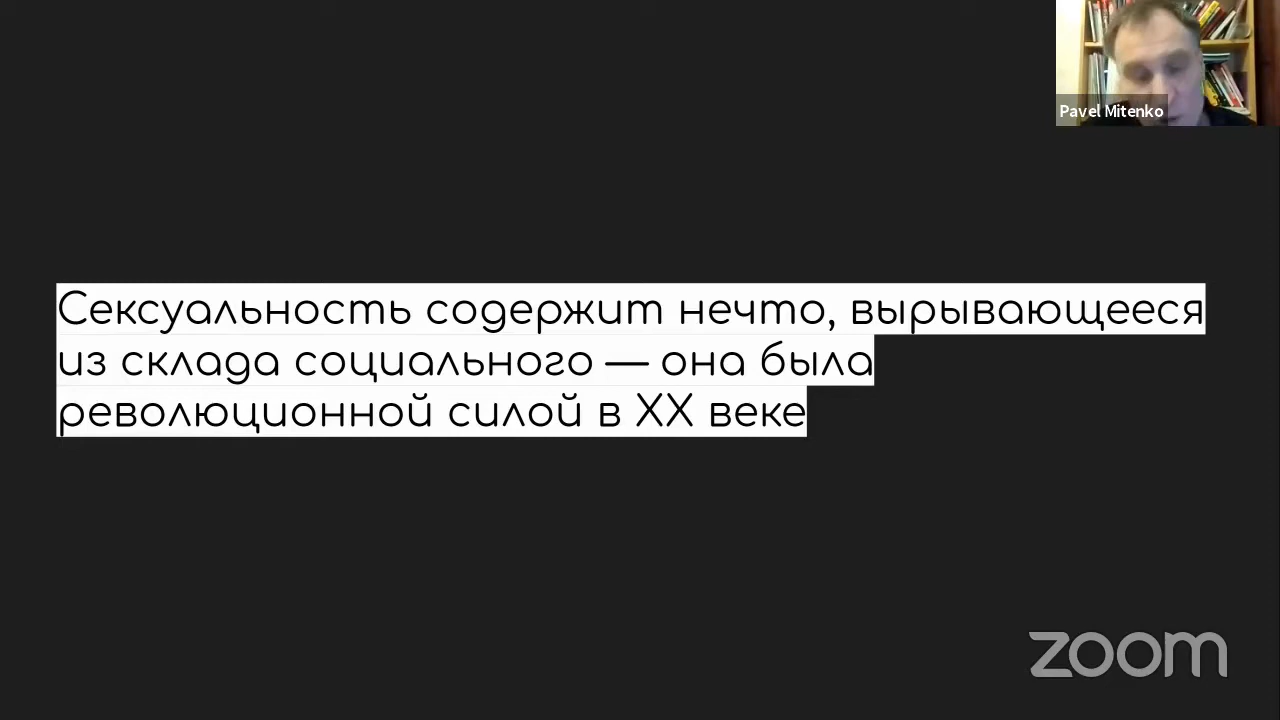 Pavel Mitenko
Сексуальность содержит нечто, вырывающееся
из склада социального — она была
революционной силой в XX веке
zoom